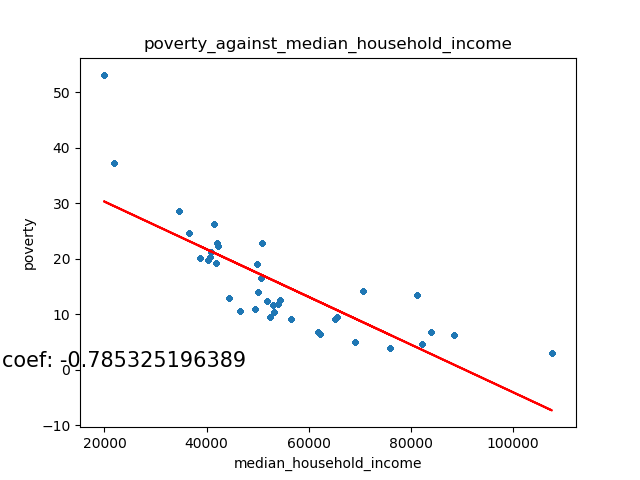 poverty_against_median_household_income
50
40
30
20
10
0
−10
poverty
coef: -0.785325196389
20000 40000 60000 80000 100000
median_household_income